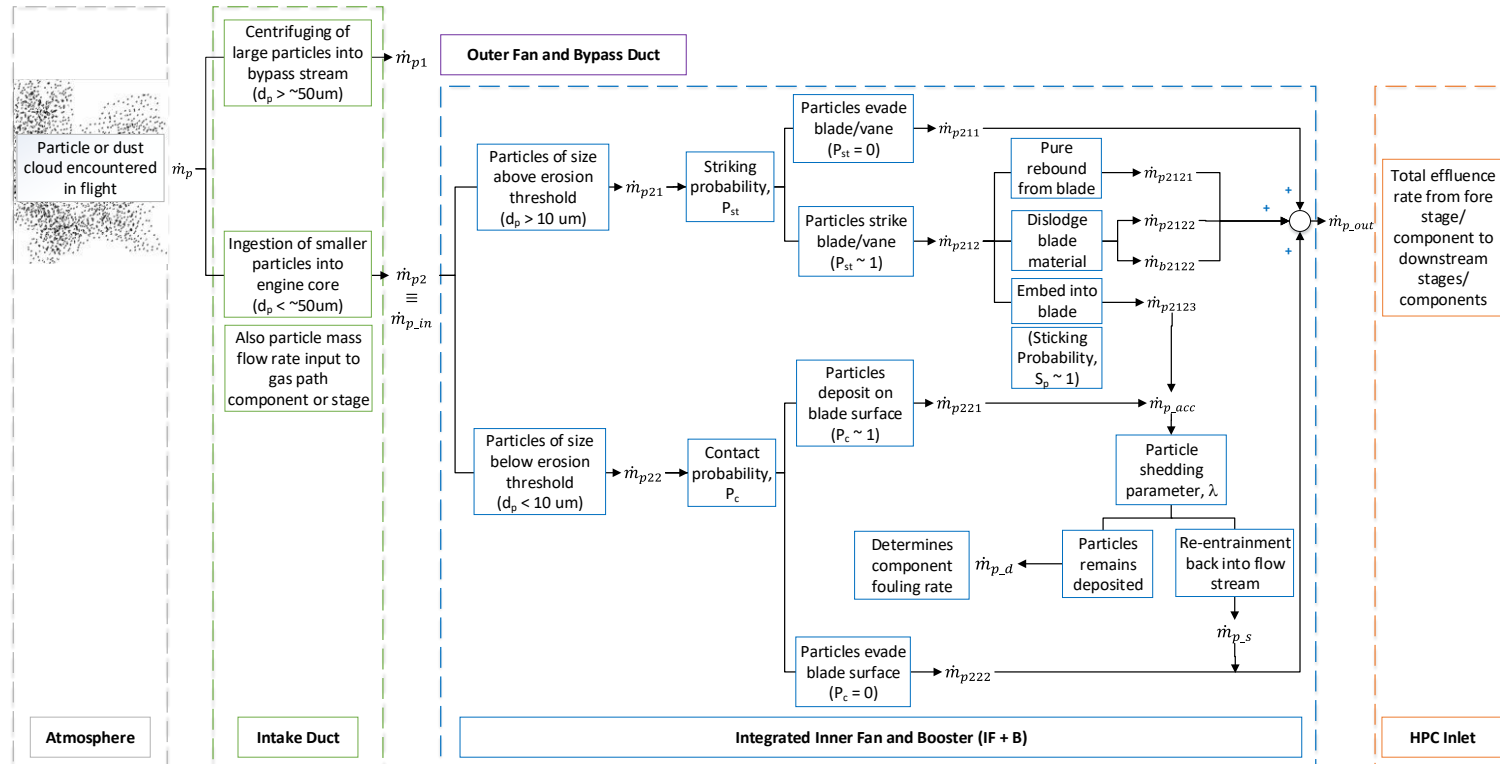 Particle or dust
cloud encountered
in flight
ṁp
Centrifuging of
large particles into
bypass stream
(dp > ~50um)
ṁp1
Outer Fan and Bypass Duct
Ingestion of smaller
particles into
engine core
(dp < ~50um)
ṁp2
≡
ṁp_in
Also particle mass
flow rate input to
gas path
component or stage
Particles of size
above erosion
threshold
(dp > 10 um)
ṁp21
Striking
probability,
Pst
Particles evade
blade/vane
(Pst = 0)
ṁp211
Particles strike
blade/vane
(Pst ~ 1)
ṁp212
Pure
rebound
from blade
ṁp2121
Dislodge
blade
material
ṁp2122
ṁb2122
Embed into
blade
ṁp2123
(Sticking
Probability,
Sp ~ 1)
+
+
+
ṁp_out
Total effluence
rate from fore
stage/
component to
downstream
stages/
components
Particles of size
below erosion
threshold
(dp < 10 um)
ṁp22
Contact
probability,
Pc
Particles
deposit on
blade surface
(Pc ~ 1)
ṁp221
ṁp_acc
Particle
shedding
parameter, λ
Determines
component
fouling rate
ṁp_d
Particles
remains
deposited
Re-entrainment
back into flow
stream
ṁp_s
Particles evade
blade surface
(Pc = 0)
ṁp222
Atmosphere
Intake Duct
Integrated Inner Fan and Booster (IF + B)
HPC Inlet